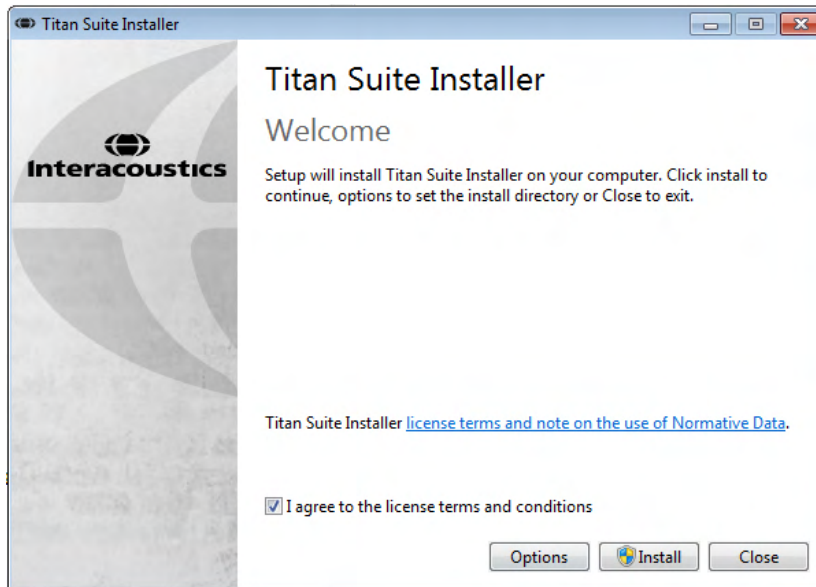 Titan Suite Installer
Titan Suite Installer
Welcome
Interacoustics
Setup will install Titan Suite Installer on your computer. Click install to
continue, options to set the install directory or Close to exit.
Titan Suite Installer license terms and note on the use of Normative Data.
I agree to the license terms and conditions
Options Install Close